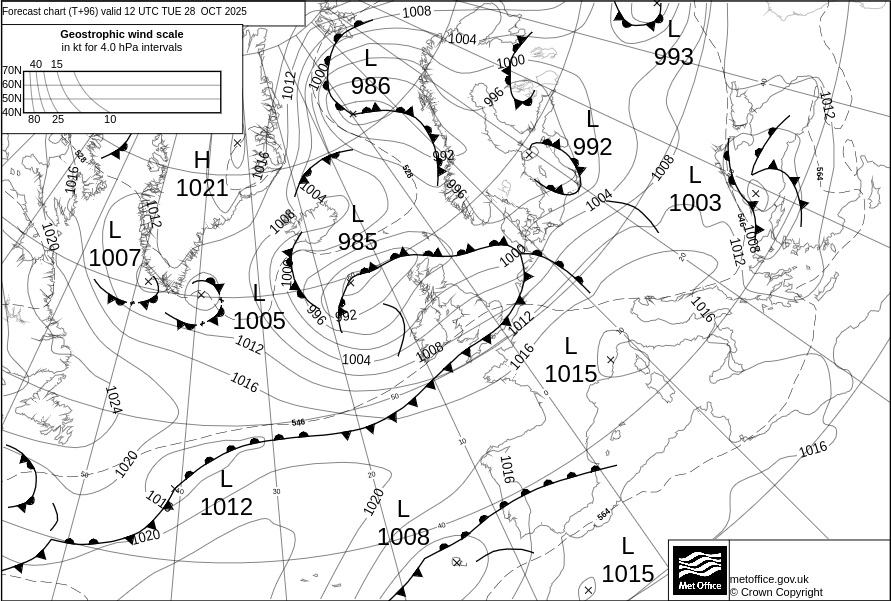 Forecast chart (T+96) valid 12 UTC TUE 28 OCT 2025
Geostrophic wind scale
in kt for 4.0 hPa intervals
40 15
70N
60N
50N
40N
80 25 10
1008
1004
1000
996
L
993
L
986
1012
1000
L
992
992
996
528
528
1012
564
H
1021
1016
1016
1004
1008
L
1003
1008
1004
L
985
1008
1012
1020
L
1007
1012
546
1000
1000
L
1005
996
992
1012
1016
1016
1012
1004
1008
L
1015
1016
1024
546
50
10
0
10
20
40
1020
50
1016
40
30
20
L
1012
1020
1016
1016
L
1008
40
564
1020
L
1015
Met Office
metoffice.gov.uk
© Crown Copyright